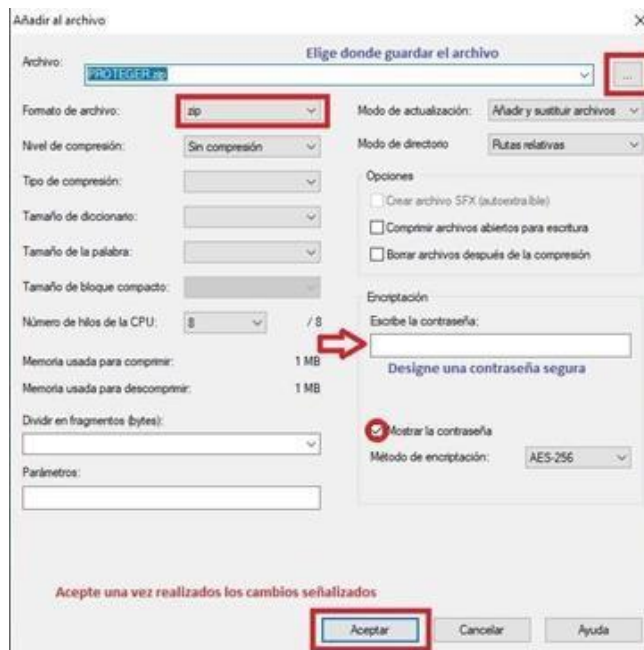 Añadir al archivo
Elige donde guardar el archivo
Archivo:
PROTEGER.zip
...
Formato de archivo:
zip
Nivel de compresión:
Sin compresión
Tipo de compresión:
Tamaño de diccionario:
Tamaño de la palabra:
Tamaño de bloque compacto:
Número de hilos de la CPU:
8
/ 8
Memoria usada para comprimir:
1 MB
Memoria usada para descomprimir:
1 MB
Dividir en fragmentos (bytes):
Parámetros:
Modo de actualización:
Añadir y sustituir archivos
Modo de directorio
Rutas relativas
Opciones
Crear archivo SFX (autoextraíble)
Comprimir archivos abiertos para escritura
Borrar archivos después de la compresión
Encriptación
Escribe la contraseña:
Designe una contraseña segura
Mostrar la contraseña
Método de encriptación:
AES-256
Acepte una vez realizados los cambios señalizados
Aceptar
Cancelar
Ayuda